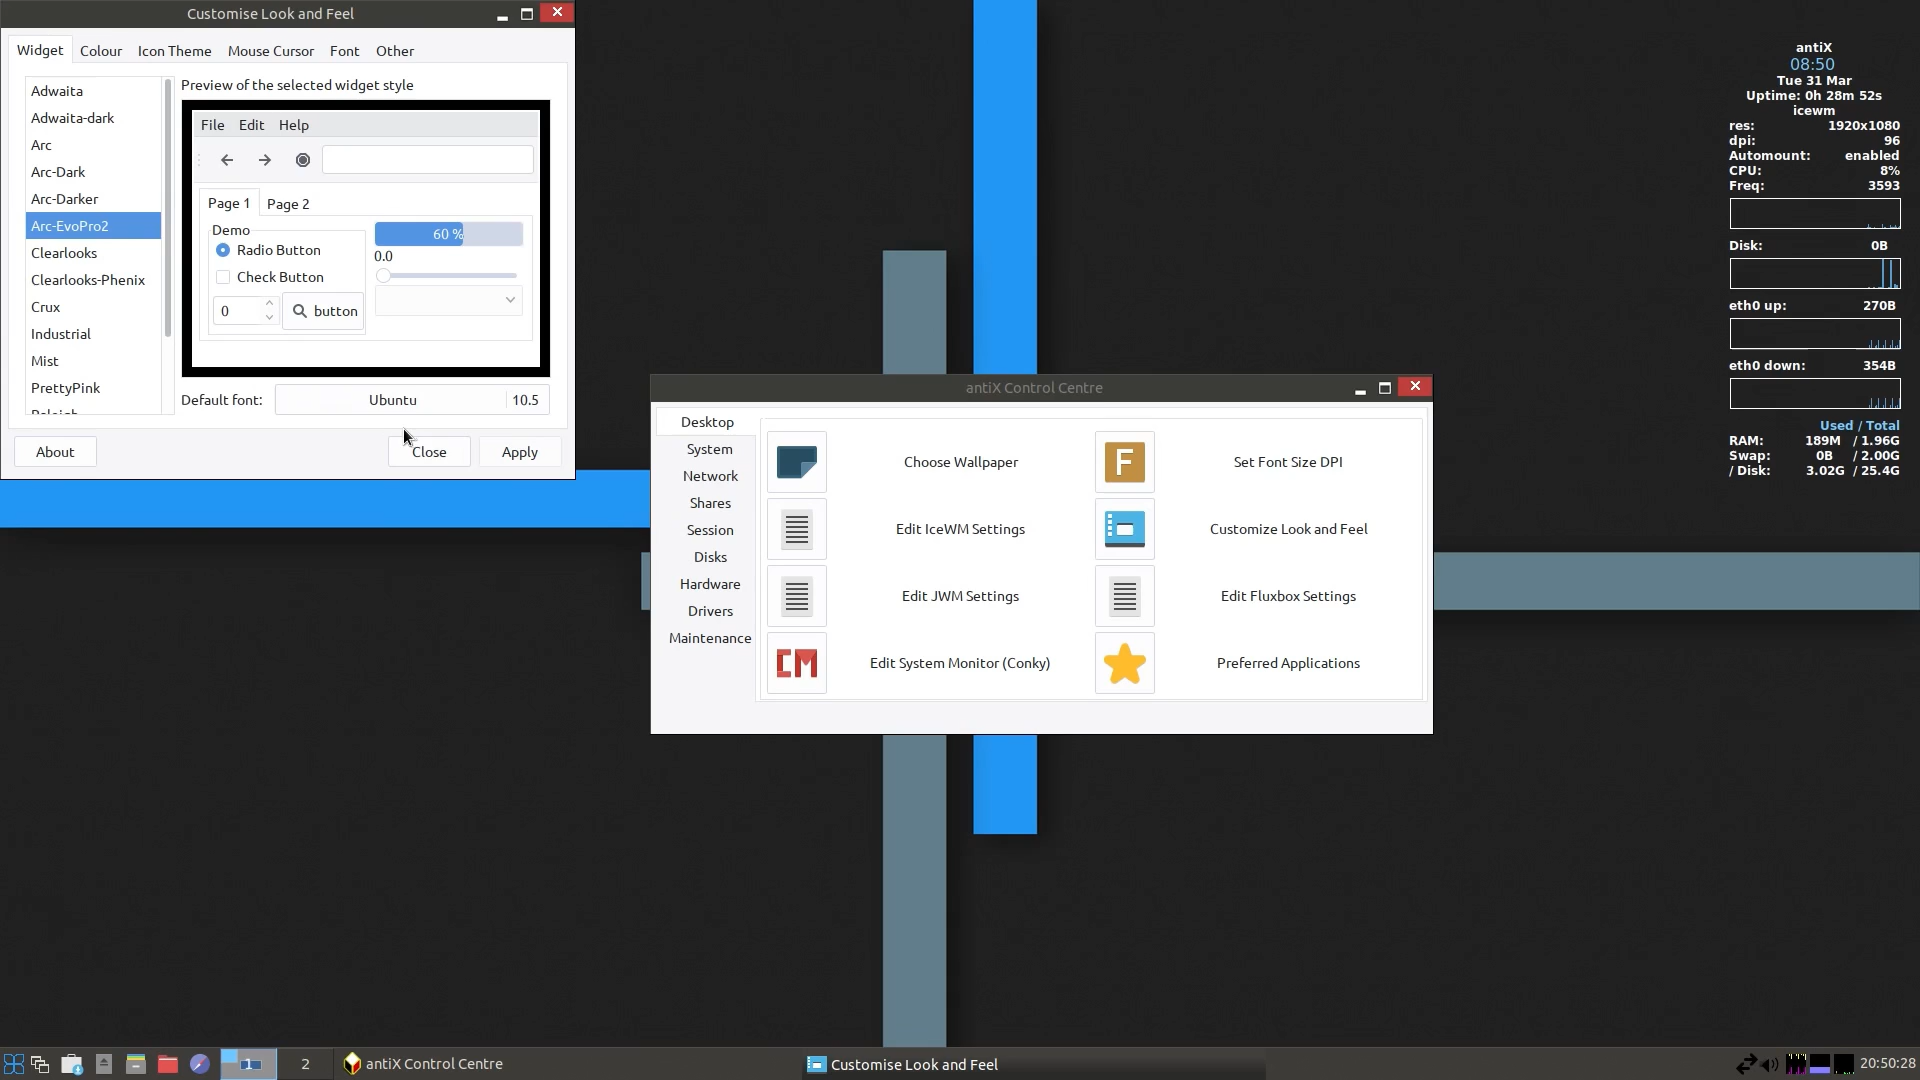 Customise Look and Feel
Widget Colour Icon Theme Mouse Cursor Font Other
Adwaita
Adwaita-dark
Arc
Arc-Dark
Arc-Darker
Arc-EvoPro2
Clearlooks
Clearlooks-Phenix
Crux
Industrial
Mist
PrettyPink
Raleigh
Preview of the selected widget style
File Edit Help
Page 1 Page 2
Demo
Radio Button
Check Button
0
button
60 %
0.0
Default font: Ubuntu 10.5
About Close Apply
antiX Control Centre
Desktop
System
Network
Shares
Session
Disks
Hardware
Drivers
Maintenance
Choose Wallpaper
F
Set Font Size DPI
Edit IceWM Settings
Customize Look and Feel
Edit JWM Settings
Edit Fluxbox Settings
CM
Edit System Monitor (Conky)
Preferred Applications
antiX
08:50
Tue 31 Mar
Uptime: 0h 28m 52s
icewm
res: 1920x1080
dpi: 96
Automount: enabled
CPU: 8%
Freq: 3593
Disk: 0B
eth0 up: 270B
eth0 down: 354B
Used / Total
RAM: 189M / 1.96G
Swap: 0B / 2.00G
/ Disk: 3.02G / 25.4G
1 2 antiX Control Centre Customise Look and Feel 20:50:28